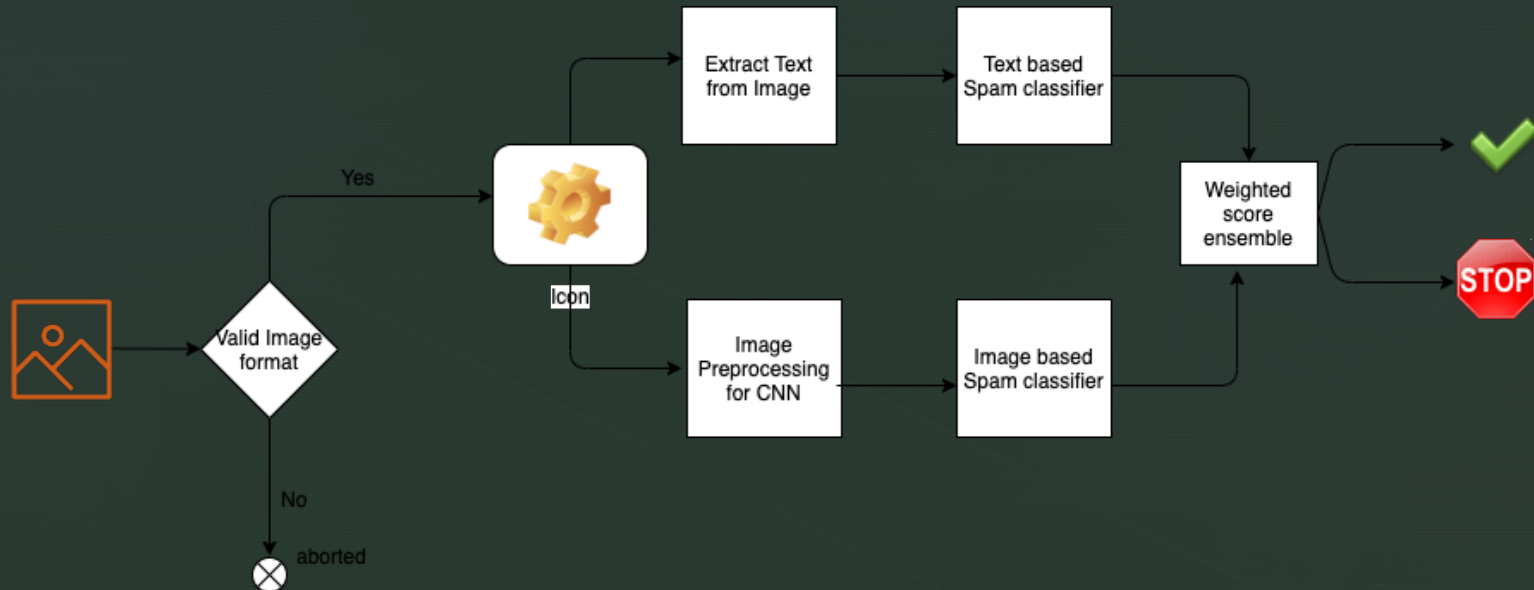 Extract Text
from Image
Text based
Spam classifier
Yes
Weighted
score
ensemble
STOP
Icon
Valid Image
format
Image
Preprocessing
for CNN
Image based
Spam classifier
No
aborted